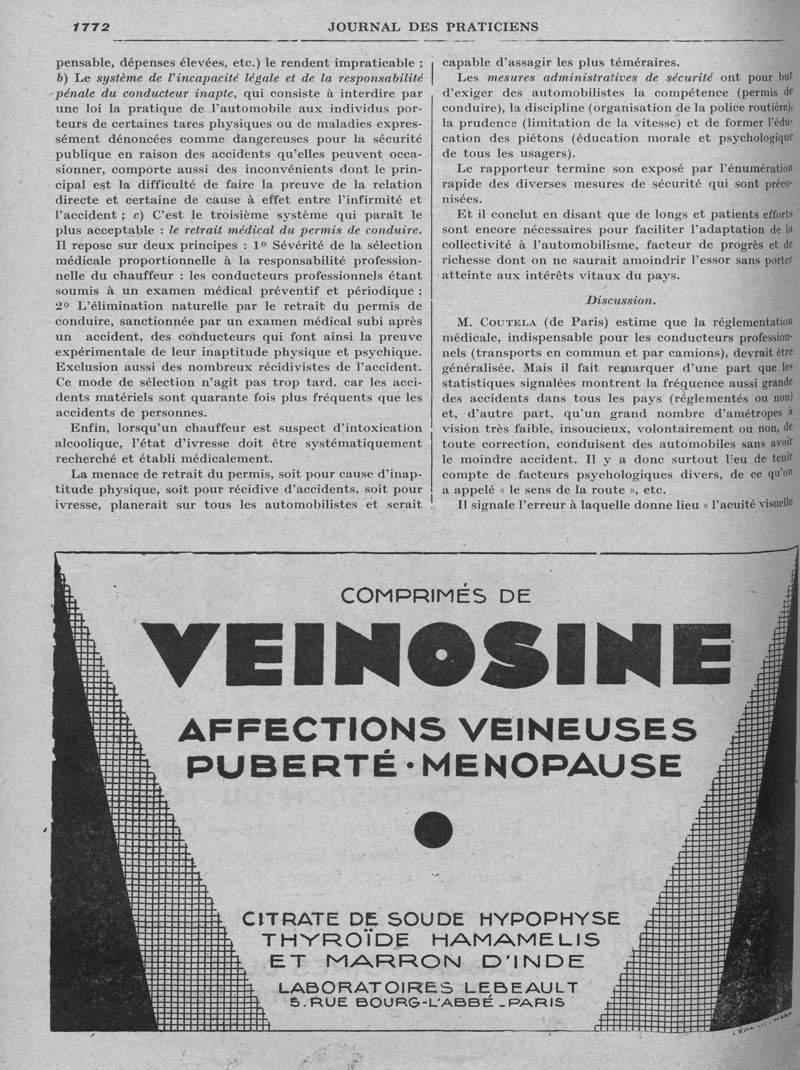 1772
JOURNAL DES PRATICIENS
pensable, dépenses élevées, etc.) le rendent impraticable ;
b) Le système de l'incapacité légale et de la responsabilité
pénale du conducteur inapte, qui consiste à interdire par
une loi la pratique de l'automobile aux individus por-
teurs de certaines tares physiques ou de maladies expres-
sément dénoncées comme dangereuses pour la sécurité
publique en raison des accidents qu'elles peuvent occa-
sionner, comporte aussi des inconvénients dont le prin-
cipal est la difficulté de faire la preuve de la relation
directe et certaine de cause à effet entre l'infirmité et
l'accident ; c) C'est le troisième système qui paraît le
plus acceptable : le retrait médical du permis de conduire.
Il repose sur deux principes : 1º Sévérité de la sélection
médicale proportionnelle à la responsabilité profession-
nelle du chauffeur : les conducteurs professionnels étant
soumis à un examen médical préventif et périodique ;
2º L'élimination naturelle par le retrait du permis de
conduire, sanctionnée par un examen médical subi après
un accident, des conducteurs qui font ainsi la preuve
expérimentale de leur inaptitude physique et psychique.
Exclusion aussi des nombreux récidivistes de l'accident.
Ce mode de sélection n'agit pas trop tard. car les acci-
dents matériels sont quarante fois plus fréquents que les
accidents de personnes.
Enfin, lorsqu'un chauffeur est suspect d'intoxication
alcoolique, l'état d'ivresse doit être systématiquement
recherché et établi médicalement.
La menace de retrait du permis, soit pour cause d'inap-
titude physique, soit pour récidive d'accidents, soit pour
ivresse, planerait sur tous les automobilistes et serait
capable d'assagir les plus téméraires.
Les mesures administratives de sécurité ont pour but
d'exiger des automobilistes la compétence (permis de
conduire), la discipline (organisation de la police routière),
la prudence (limitation de la vitesse) et de former l'édu-
cation des piétons (éducation morale et psychologique
de tous les usagers).
Le rapporteur termine son exposé par l'énumération
rapide des diverses mesures de sécurité qui sont préco-
nisées.
Et il conclut en disant que de longs et patients efforts
sont encore nécessaires pour faciliter l'adaptation de la
collectivité à l'automobilisme, facteur de progrès et de
richesse dont on ne saurait amoindrir l'essor sans porter
atteinte aux intérêts vitaux du pays.
Discussion.
M. COUTELA (de Paris) estime que la réglementation
médicale, indispensable pour les conducteurs profession-
nels (transports en commun et par camions), devrait être
généralisée. Mais il fait remarquer d'une part que les
statistiques signalées montrent la fréquence aussi grande
des accidents dans tous les pays (réglementés ou non)
et, d'autre part, qu'un grand nombre d'amétropes à
vision très faible, insoucieux, volontairement ou non, de
toute correction, conduisent des automobiles sans avoir
le moindre accident. Il y a donc surtout lieu de tenir
compte de facteurs psychologiques divers, de ce qu'on
a appelé « le sens de la route », etc.
Il signale l'erreur à laquelle donne lieu « l'acuité visuelle
COMPRIMÉS DE
VEINOSINE
AFFECTIONS VEINEUSES
PUBERTÉ • MENOPAUSE
CITRATE DE SOUDE HYPOPHYSE
THYROÏDE HAMAMELIS
ET MARRON D'INDE
LABORATOIRES LEBEAULT
5. RUE BOURG-L'ABBÉ - PARIS